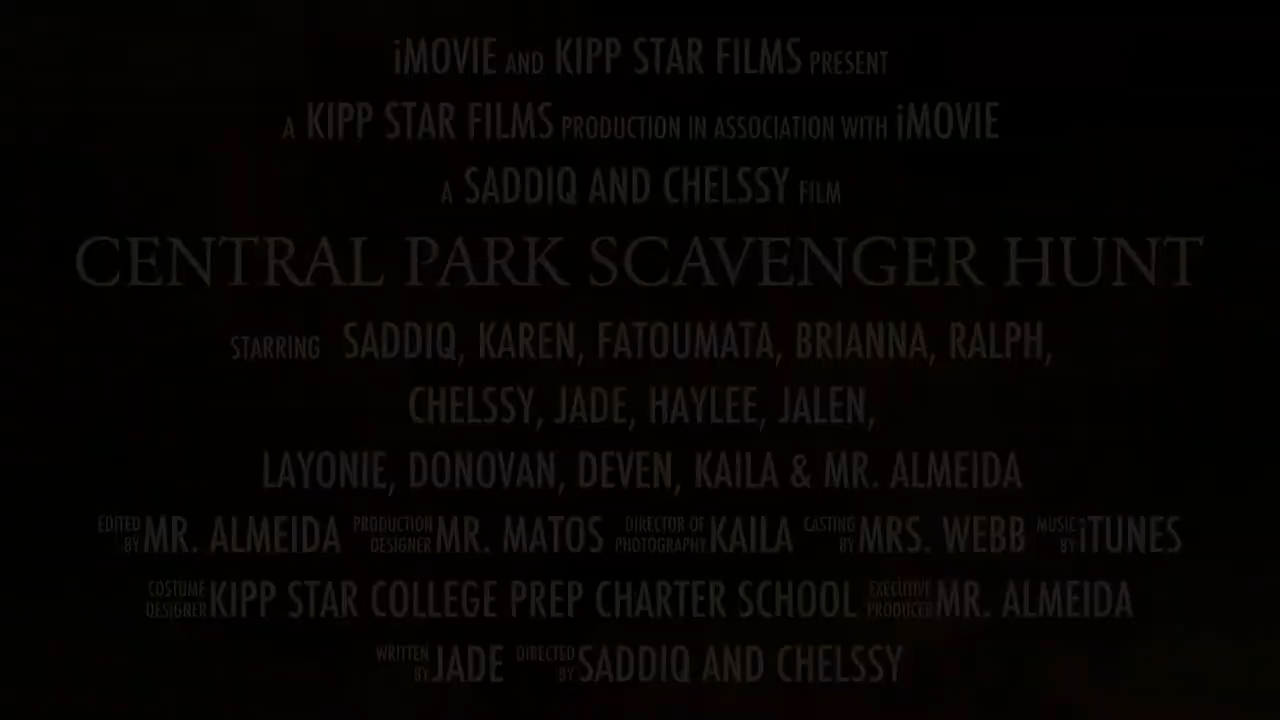 iMOVIE AND KIPP STAR FILMS PRESENT
A KIPP STAR FILMS PRODUCTION IN ASSOCIATION WITH iMOVIE
A SADDIQ AND CHELSSY FILM
CENTRAL PARK SCAVENGER HUNT
STARRING SADDIQ, KAREN, FATOUMATA, BRIANNA, RALPH,
CHELSSY, JADE, HAYLEE, JALEN,
LAYONIE, DONOVAN, DEVEN, KAILA & MR. ALMEIDA
EDITED BY MR. ALMEIDA PRODUCTION DESIGNER MR. MATOS DIRECTOR OF PHOTOGRAPHY KAILA CASTING BY MRS. WEBB MUSIC BY iTUNES
COSTUME DESIGNER KIPP STAR COLLEGE PREP CHARTER SCHOOL EXECUTIVE PRODUCER MR. ALMEIDA
WRITTEN BY JADE DIRECTED BY SADDIQ AND CHELSSY